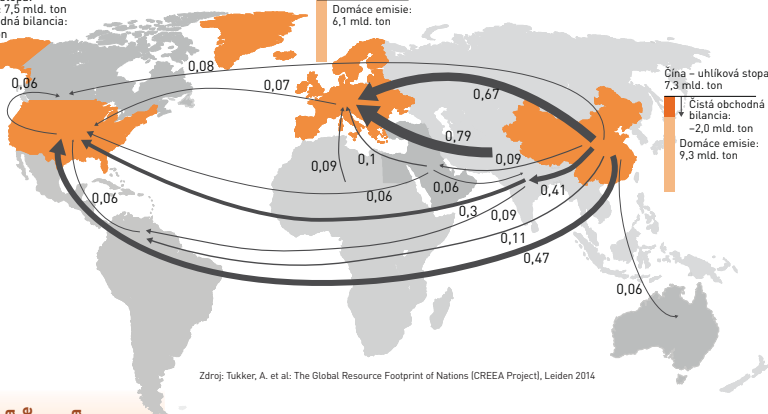 : 7,5 mld. ton
dná bilancia:
on
Domáce emisie:
6,1 mld. ton
Čína – uhlíková stopa
7,3 mld. ton
Čistá obchodná
bilancia:
–2,0 mld. ton
Domáce emisie:
9,3 mld. ton
0,08
0,06
0,07
0,67
0,79
0,09
0,1
0,09
0,06
0,06
0,41
0,06
0,3
0,09
0,11
0,47
0,06
Zdroj: Tukker, A. et al: The Global Resource Footprint of Nations (CREEA Project), Leiden 2014